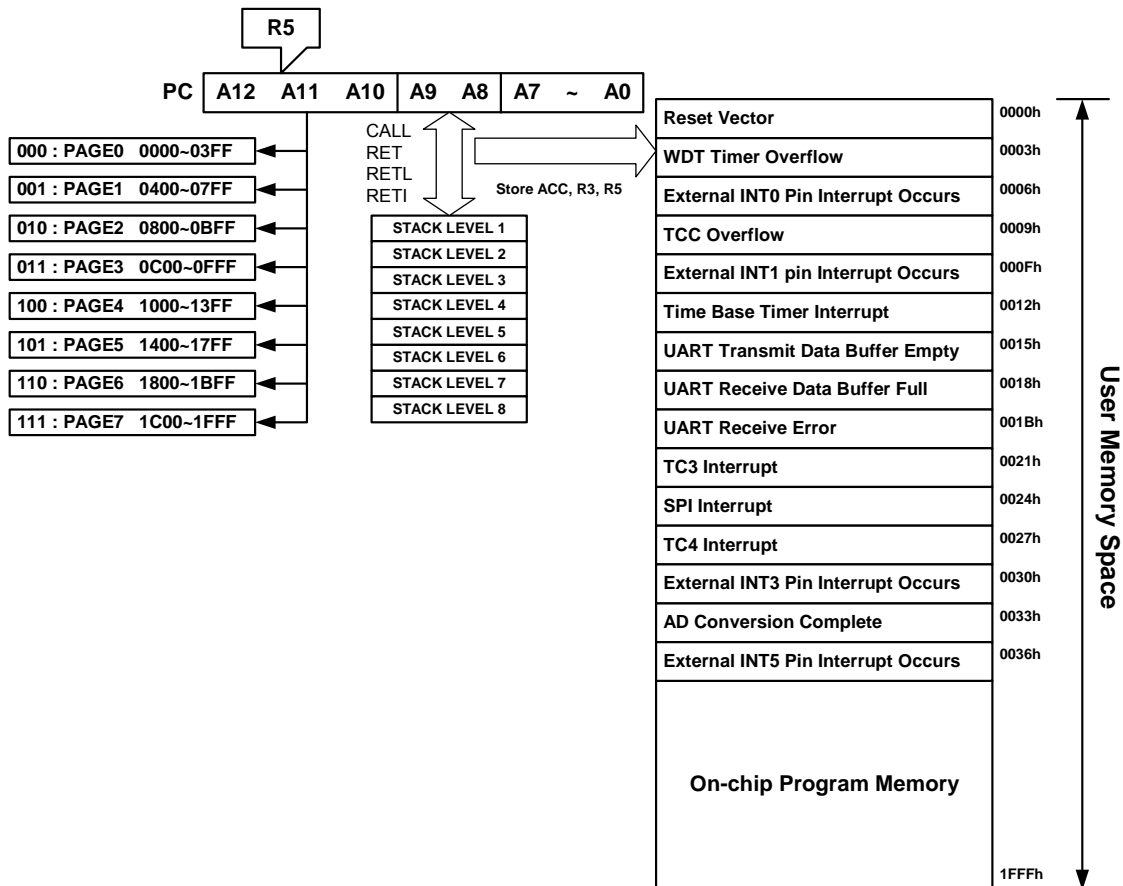 R5
PC A12 A11 A10 A9 A8 A7 ~ A0
000 : PAGE0 0000~03FF
001 : PAGE1 0400~07FF
010 : PAGE2 0800~0BFF
011 : PAGE3 0C00~0FFF
100 : PAGE4 1000~13FF
101 : PAGE5 1400~17FF
110 : PAGE6 1800~1BFF
111 : PAGE7 1C00~1FFF
CALL
RET
RETL
RETI
Store ACC, R3, R5
STACK LEVEL 1
STACK LEVEL 2
STACK LEVEL 3
STACK LEVEL 4
STACK LEVEL 5
STACK LEVEL 6
STACK LEVEL 7
STACK LEVEL 8
Reset Vector 0000h
WDT Timer Overflow 0003h
External INT0 Pin Interrupt Occurs 0006h
TCC Overflow 0009h
External INT1 pin Interrupt Occurs 000Fh
Time Base Timer Interrupt 0012h
UART Transmit Data Buffer Empty 0015h
UART Receive Data Buffer Full 0018h
UART Receive Error 001Bh
TC3 Interrupt 0021h
SPI Interrupt 0024h
TC4 Interrupt 0027h
External INT3 Pin Interrupt Occurs 0030h
AD Conversion Complete 0033h
External INT5 Pin Interrupt Occurs 0036h
On-chip Program Memory
1FFFh
User Memory Space